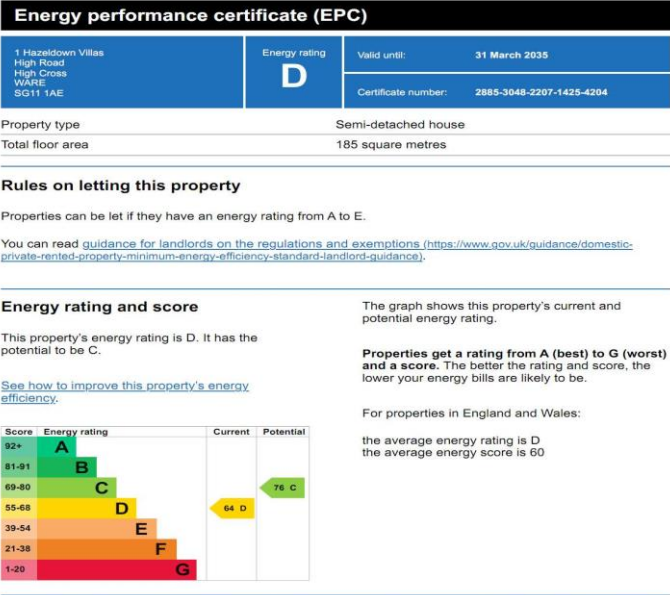 Energy performance certificate (EPC)
1 Hazeldown Villas
High Road
High Cross
WARE
SG11 1AE
Energy rating
D
Valid until:
31 March 2035
Certificate number:
2885-3048-2207-1425-4204
Property type
Semi-detached house
Total floor area
185 square metres
Rules on letting this property
Properties can be let if they have an energy rating from A to E.
You can read guidance for landlords on the regulations and exemptions (https://www.gov.uk/guidance/domestic-
private-rented-property-minimum-energy-efficiency-standard-landlord-guidance).
Energy rating and score
This property's energy rating is D. It has the
potential to be C.
See how to improve this property's energy
efficiency.
Score Energy rating Current Potential
92+ A
81-91 B
69-80 C 76 C
55-68 D 64 D
39-54 E
21-38 F
1-20 G
The graph shows this property's current and
potential energy rating.
Properties get a rating from A (best) to G (worst)
and a score. The better the rating and score, the
lower your energy bills are likely to be.
For properties in England and Wales:
the average energy rating is D
the average energy score is 60